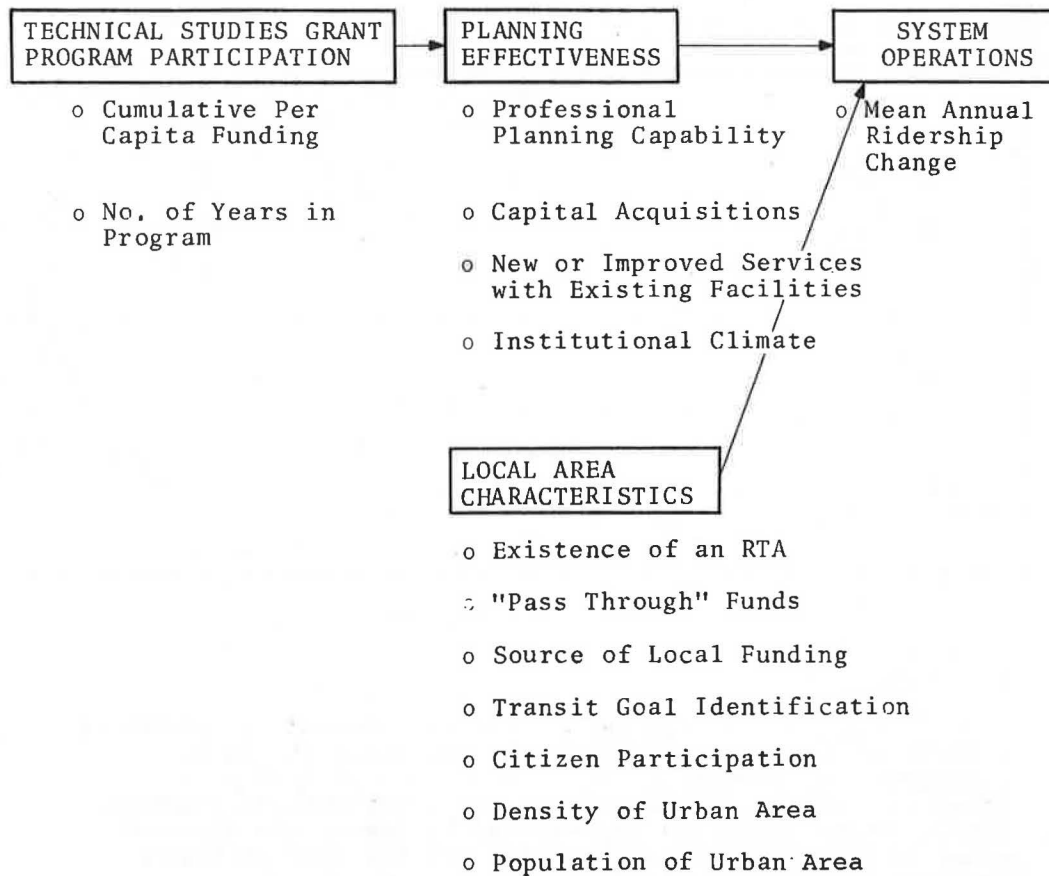 TECHNICAL STUDIES GRANT
PROGRAM PARTICIPATION
o Cumulative Per
Capita Funding
o No. of Years in
Program
PLANNING
EFFECTIVENESS
o Professional
Planning Capability
o Capital Acquisitions
o New or Improved Services
with Existing Facilities
o Institutional Climate
SYSTEM
OPERATIONS
o Mean Annual
Ridership
Change
LOCAL AREA
CHARACTERISTICS
o Existence of an RTA
o "Pass Through" Funds
o Source of Local Funding
o Transit Goal Identification
o Citizen Participation
o Density of Urban Area
o Population of Urban Area